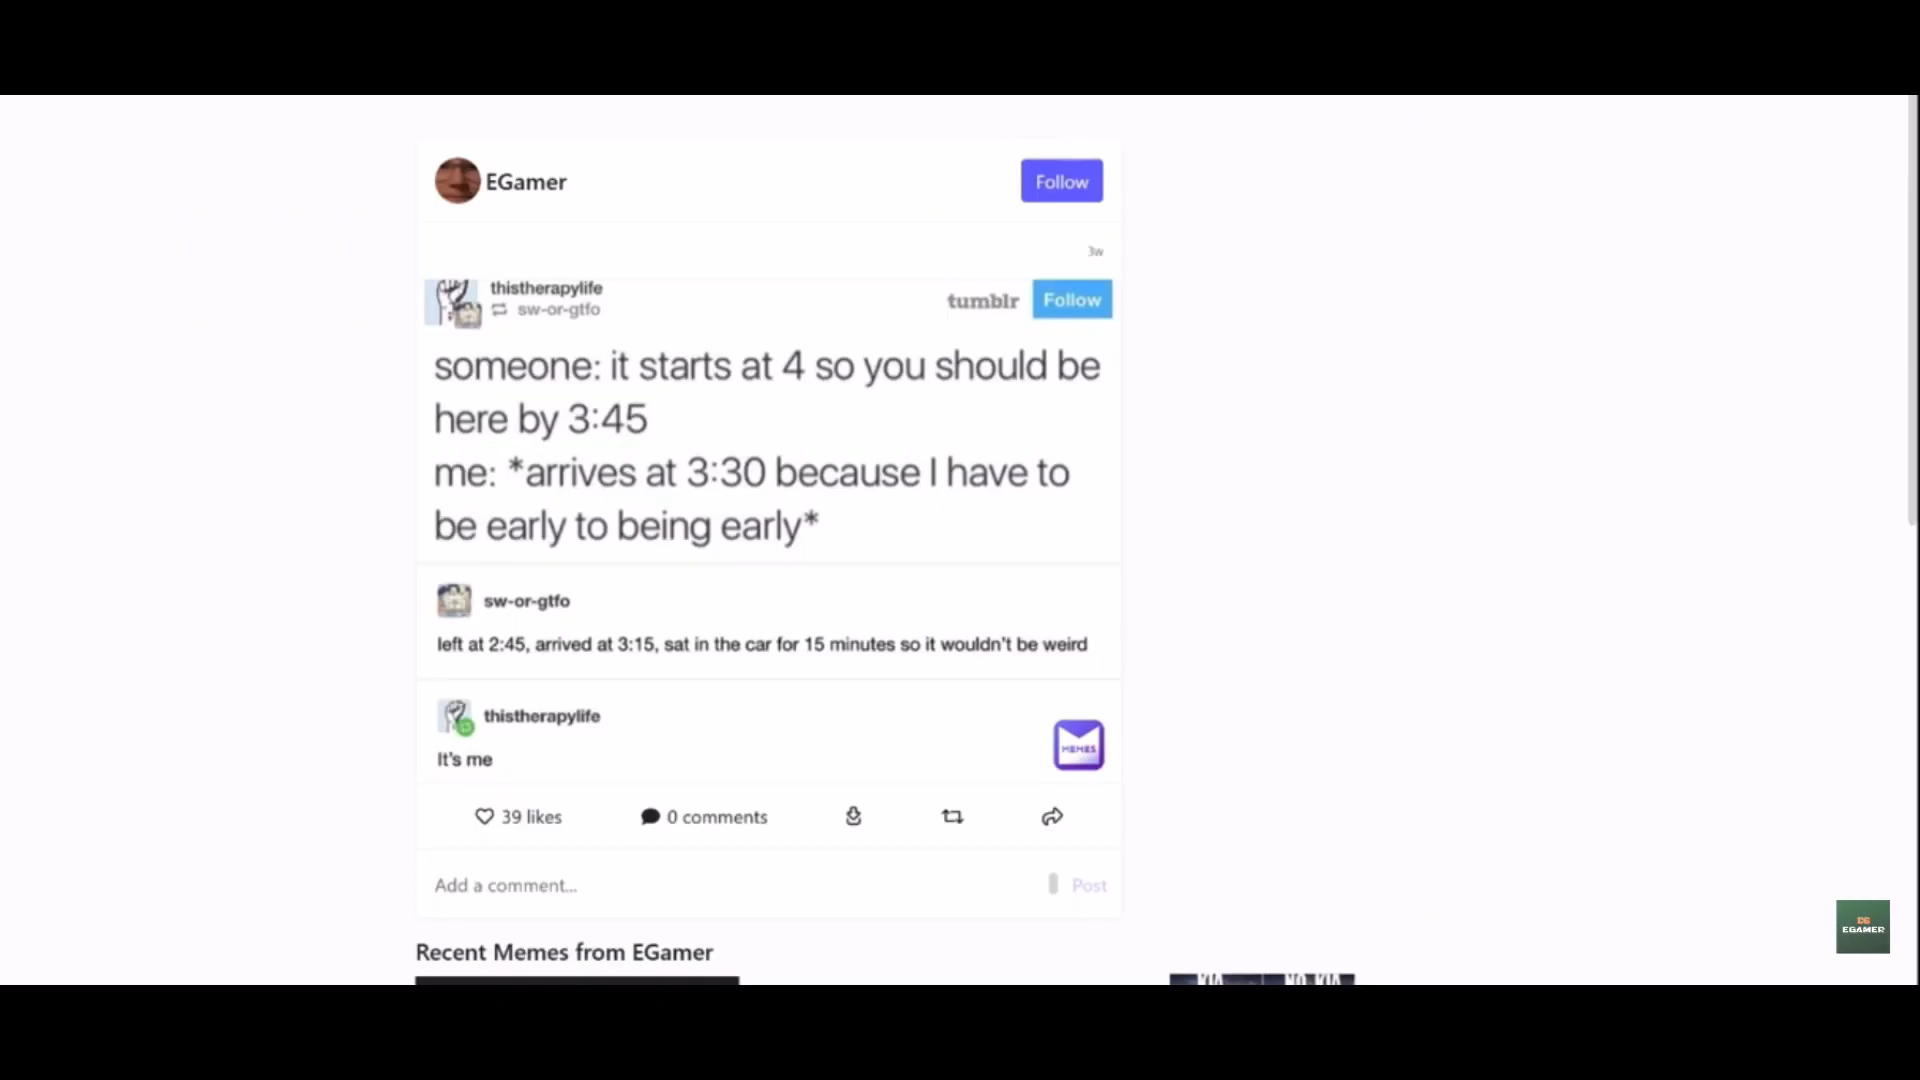 EGamer
Follow
3w
thistherapylife
sw-or-gtfo
tumblr
Follow
someone: it starts at 4 so you should be
here by 3:45
me: *arrives at 3:30 because I have to
be early to being early*
sw-or-gtfo
left at 2:45, arrived at 3:15, sat in the car for 15 minutes so it wouldn't be weird
thistherapylife
It's me
MEMES
39 likes
0 comments
Add a comment...
Post
EG
EGAMER
Recent Memes from EGamer